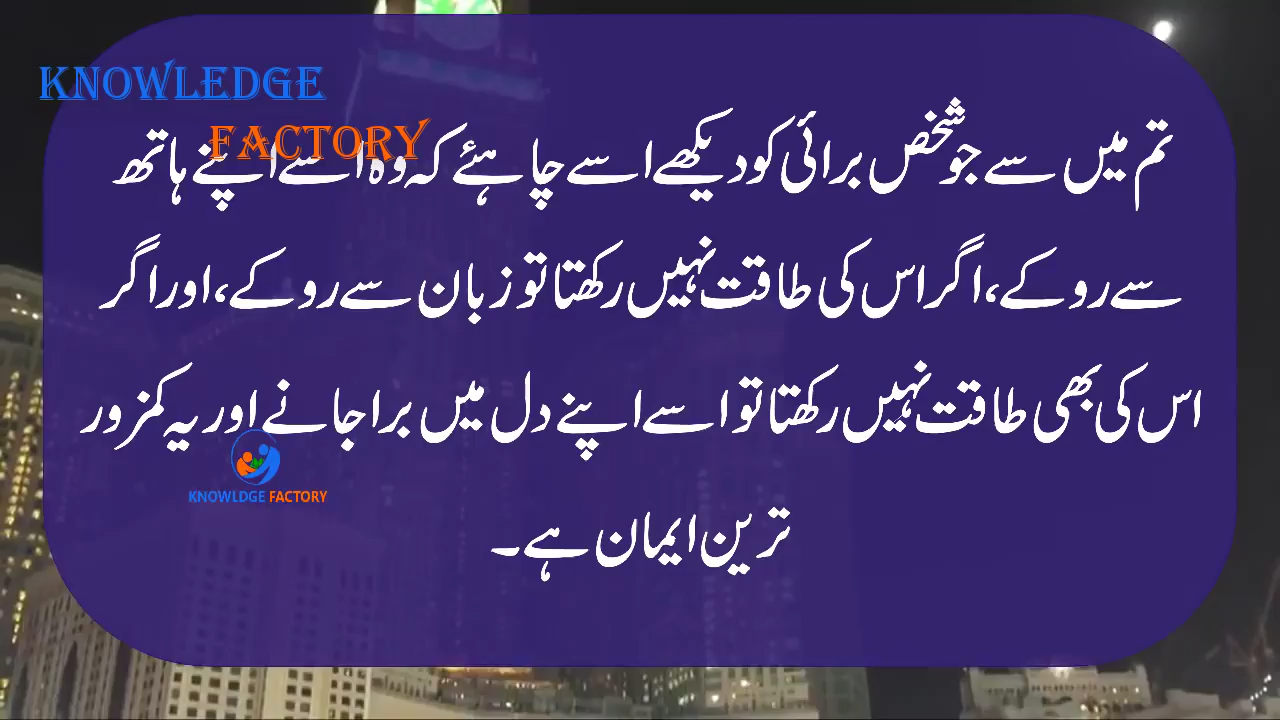 KNOWLEDGE
FACTORY
تم میں سے جو شخص برائی کو دیکھے اسے چاہئے کہ وہ اسے اپنے ہاتھ
سے روکے، اگر اس کی طاقت نہیں رکھتا تو زبان سے روکے، اور اگر
اس کی بھی طاقت نہیں رکھتا تو اسے اپنے دل میں برا جانے اور یہ کمزور
ترین ایمان ہے۔
KNOWLDGE FACTORY